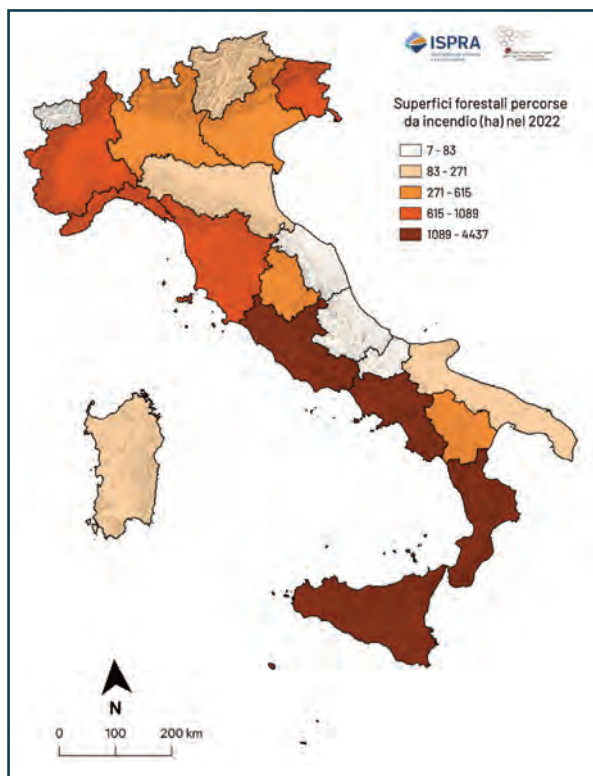 ISPRA
Superfici forestali percorse
da incendio (ha) nel 2022
7 - 83
83 - 271
271 - 615
615 - 1089
1089 - 4437
N
0 100 200 km